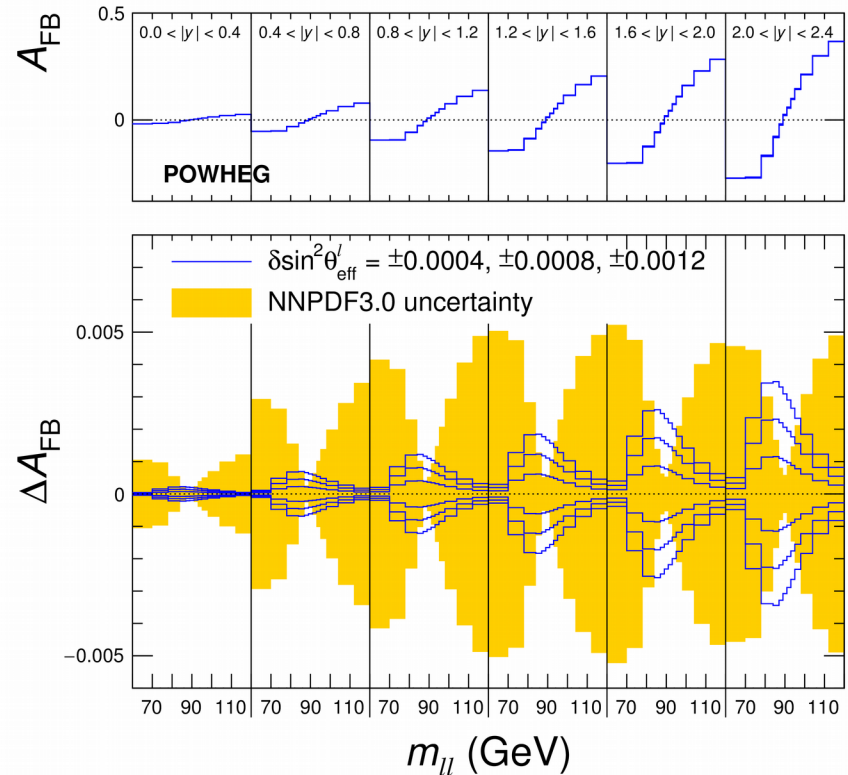 A_FB
0.5
0
0.0 < |y| < 0.4
0.4 < |y| < 0.8
0.8 < |y| < 1.2
1.2 < |y| < 1.6
1.6 < |y| < 2.0
2.0 < |y| < 2.4
POWHEG
δsin²θ^l_eff = ±0.0004, ±0.0008, ±0.0012
NNPDF3.0 uncertainty
ΔA_FB
0.005
0
−0.005
70 90 110 70 90 110 70 90 110 70 90 110 70 90 110 70 90 110
m_ll (GeV)